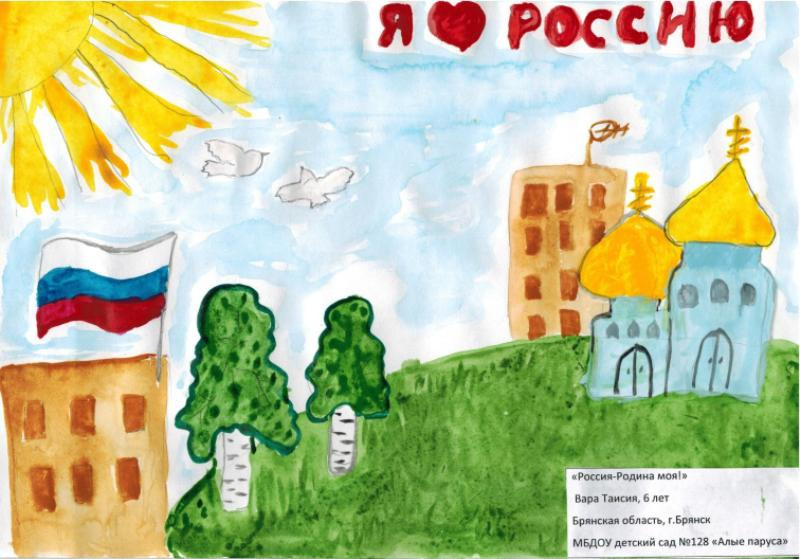 Я ❤ РОССИЮ
«Россия-Родина моя!»
Вара Таисия, 6 лет
Брянская область, г.Брянск
МБДОУ детский сад №128 «Алые паруса»